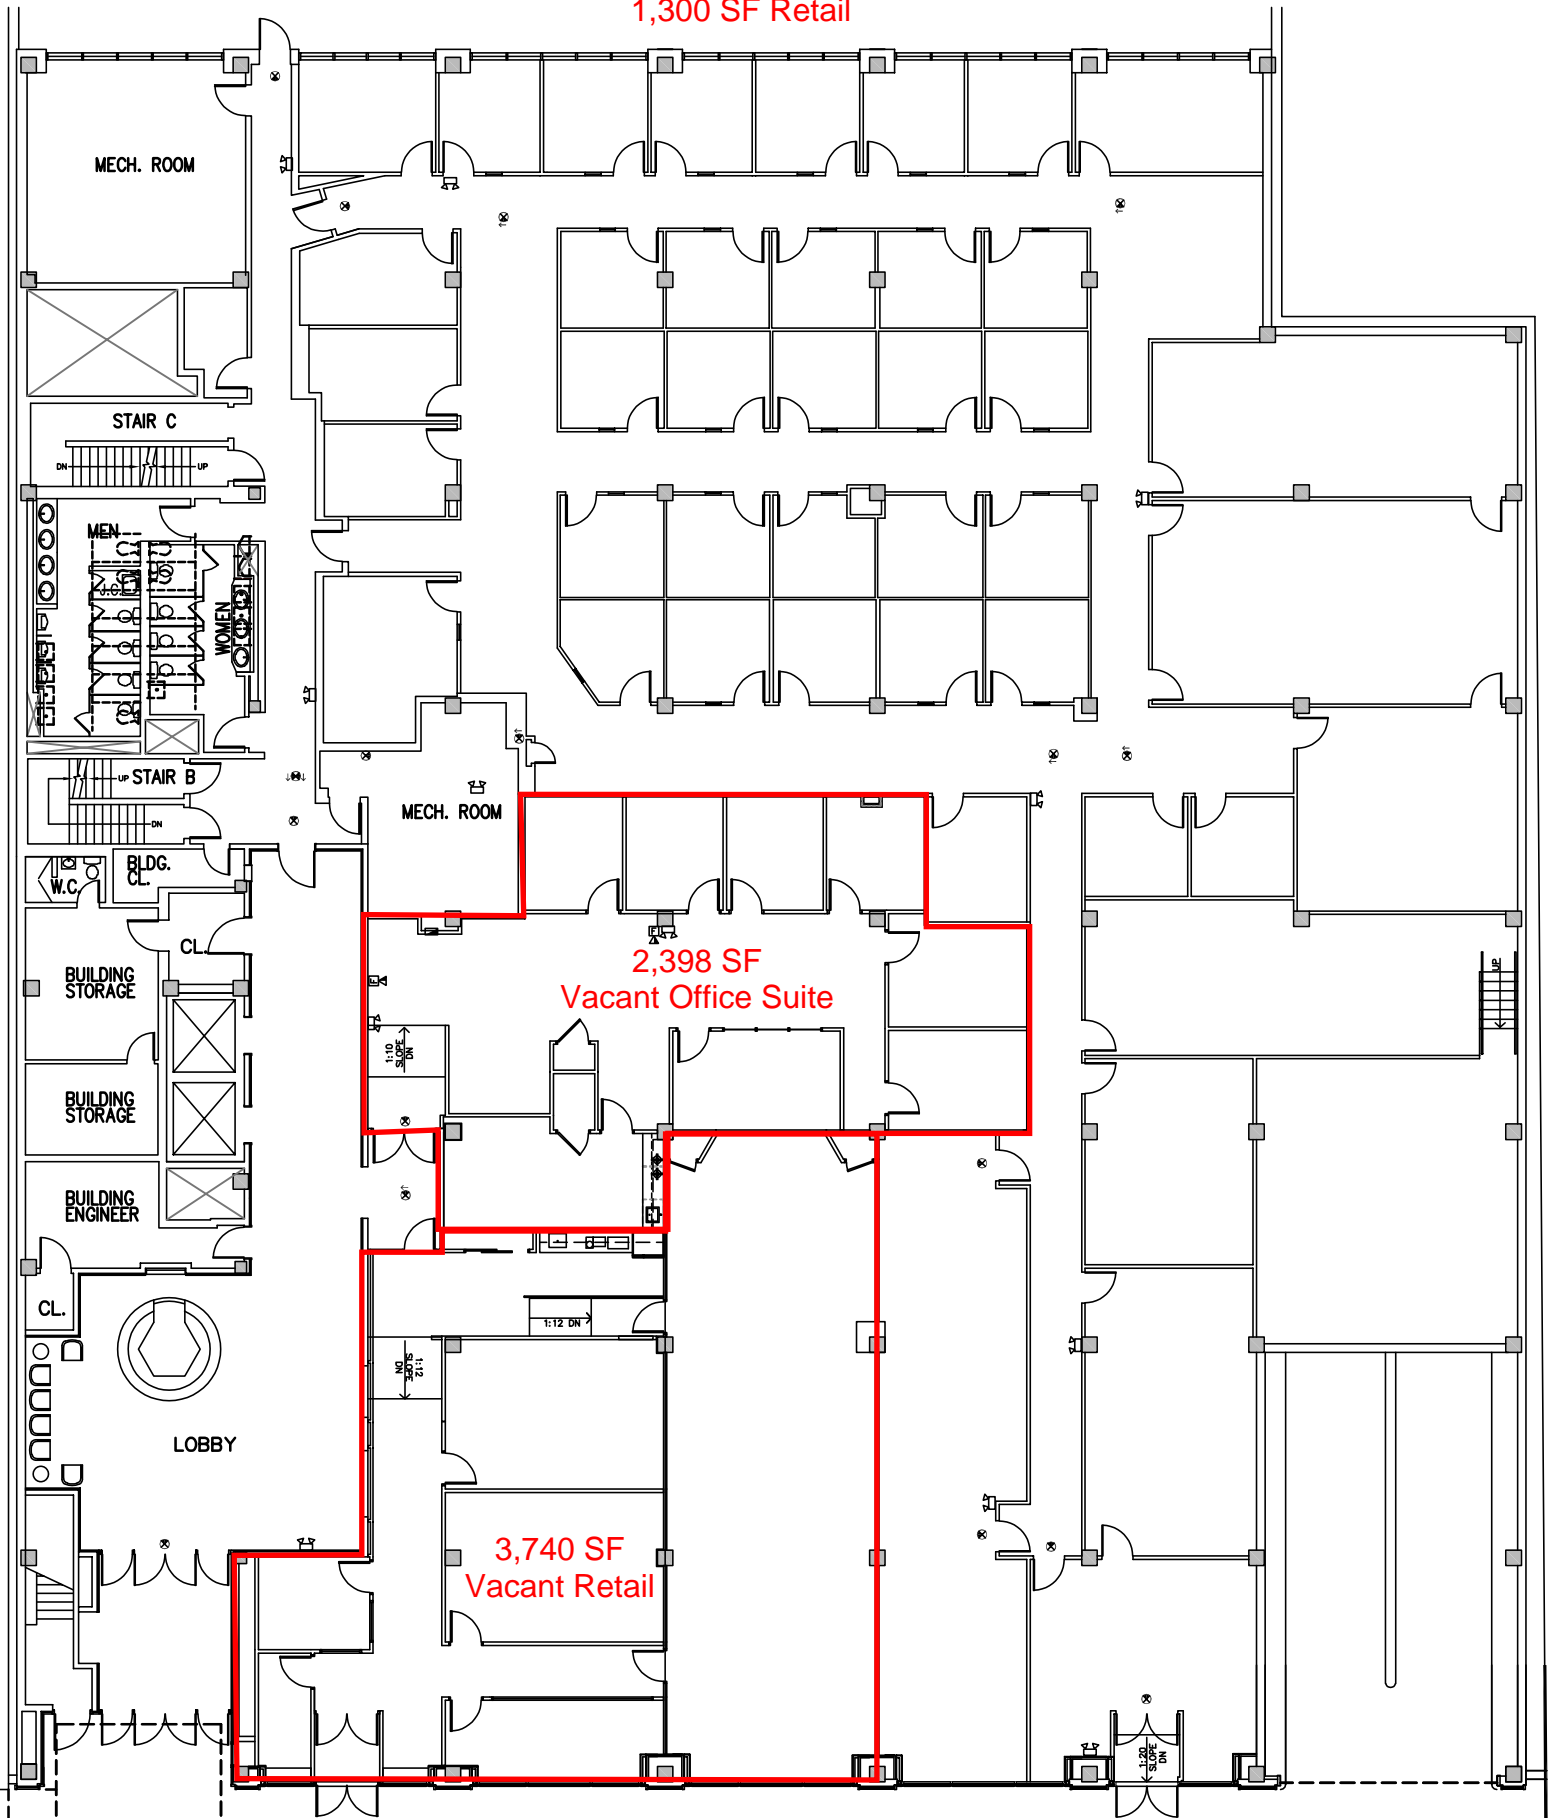 1,300 SF Retail
MECH. ROOM
STAIR C
DN
UP
MEN
J.C.
WOMEN
UP
STAIR B
DN
MECH. ROOM
BLDG.
CL.
W.C.
CL.
BUILDING
STORAGE
2,398 SF
Vacant Office Suite
UP
1:10
SLOPE
DN
BUILDING
STORAGE
BUILDING
ENGINEER
CL.
1:12 DN
1:12
SLOPE
DN
LOBBY
3,740 SF
Vacant Retail
1:20
SLOPE
DN